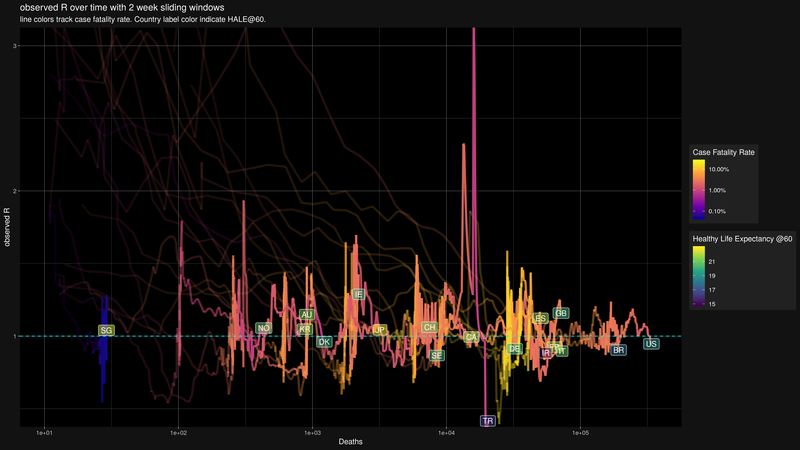 observed R over time with 2 week sliding windows
line colors track case fatality rate. Country label color indicate HALE@60.
3
2
1
observed R
SG
NO
AU
KR
DK
IE
JP
CH
SE
CA
TR
DE
ES
GB
IR
IT
BR
US
1e+01
1e+02
1e+03
1e+04
1e+05
Deaths
Case Fatality Rate
10.00%
1.00%
0.10%
Healthy Life Expectancy @60
21
19
17
15